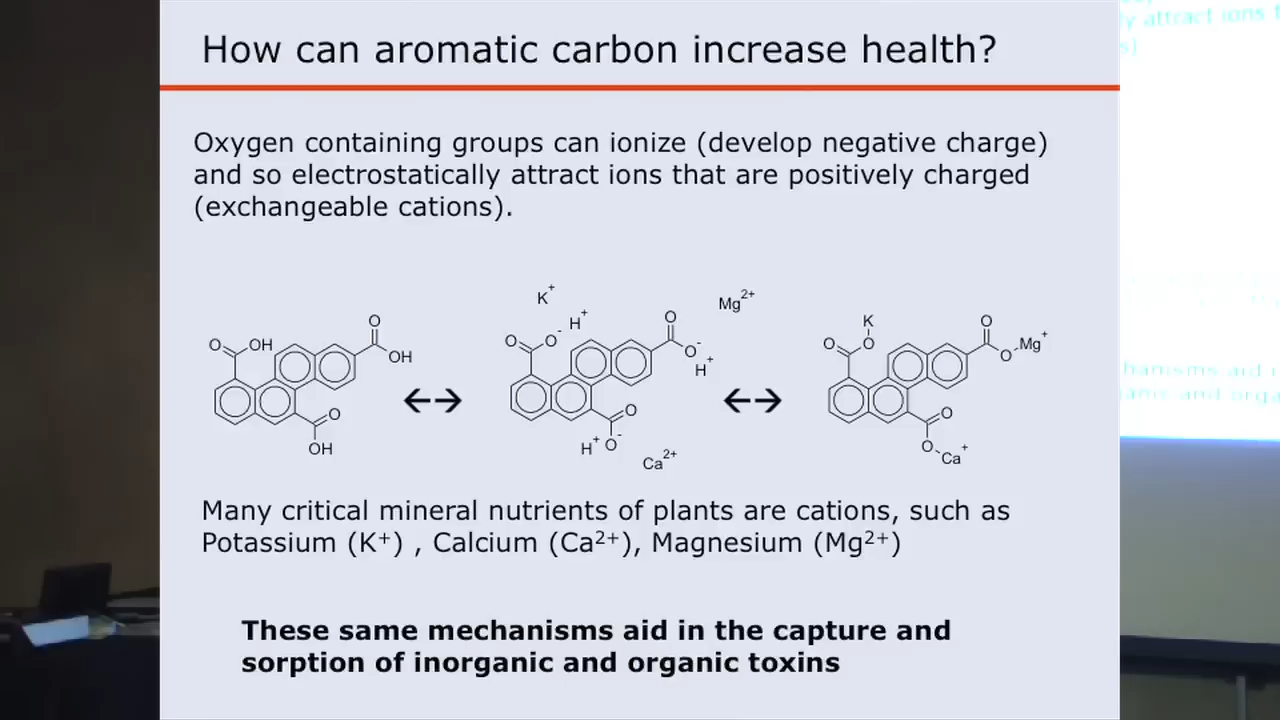 How can aromatic carbon increase health?
Oxygen containing groups can ionize (develop negative charge)
and so electrostatically attract ions that are positively charged
(exchangeable cations).
K+ Mg2+
H+
O OH O OH O OH
O O- O O- H+ O H+ O-
Ca2+
K O O O O Mg+ O O Ca+
Many critical mineral nutrients of plants are cations, such as
Potassium (K+) , Calcium (Ca2+), Magnesium (Mg2+)
These same mechanisms aid in the capture and
sorption of inorganic and organic toxins
attract ions